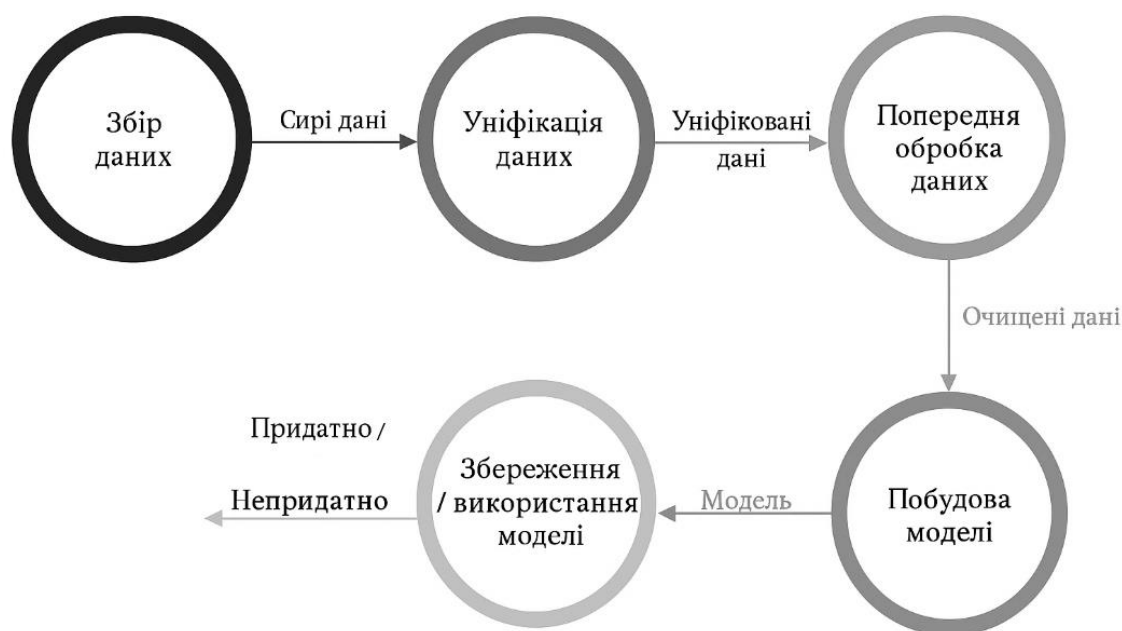 Збір
даних
Сирі дані
Уніфікація
даних
Уніфіковані
дані
Попередня
обробка
даних
Очищені дані
Побудова
моделі
Модель
Збереження
/ використання
моделі
Придатно /
Непридатно